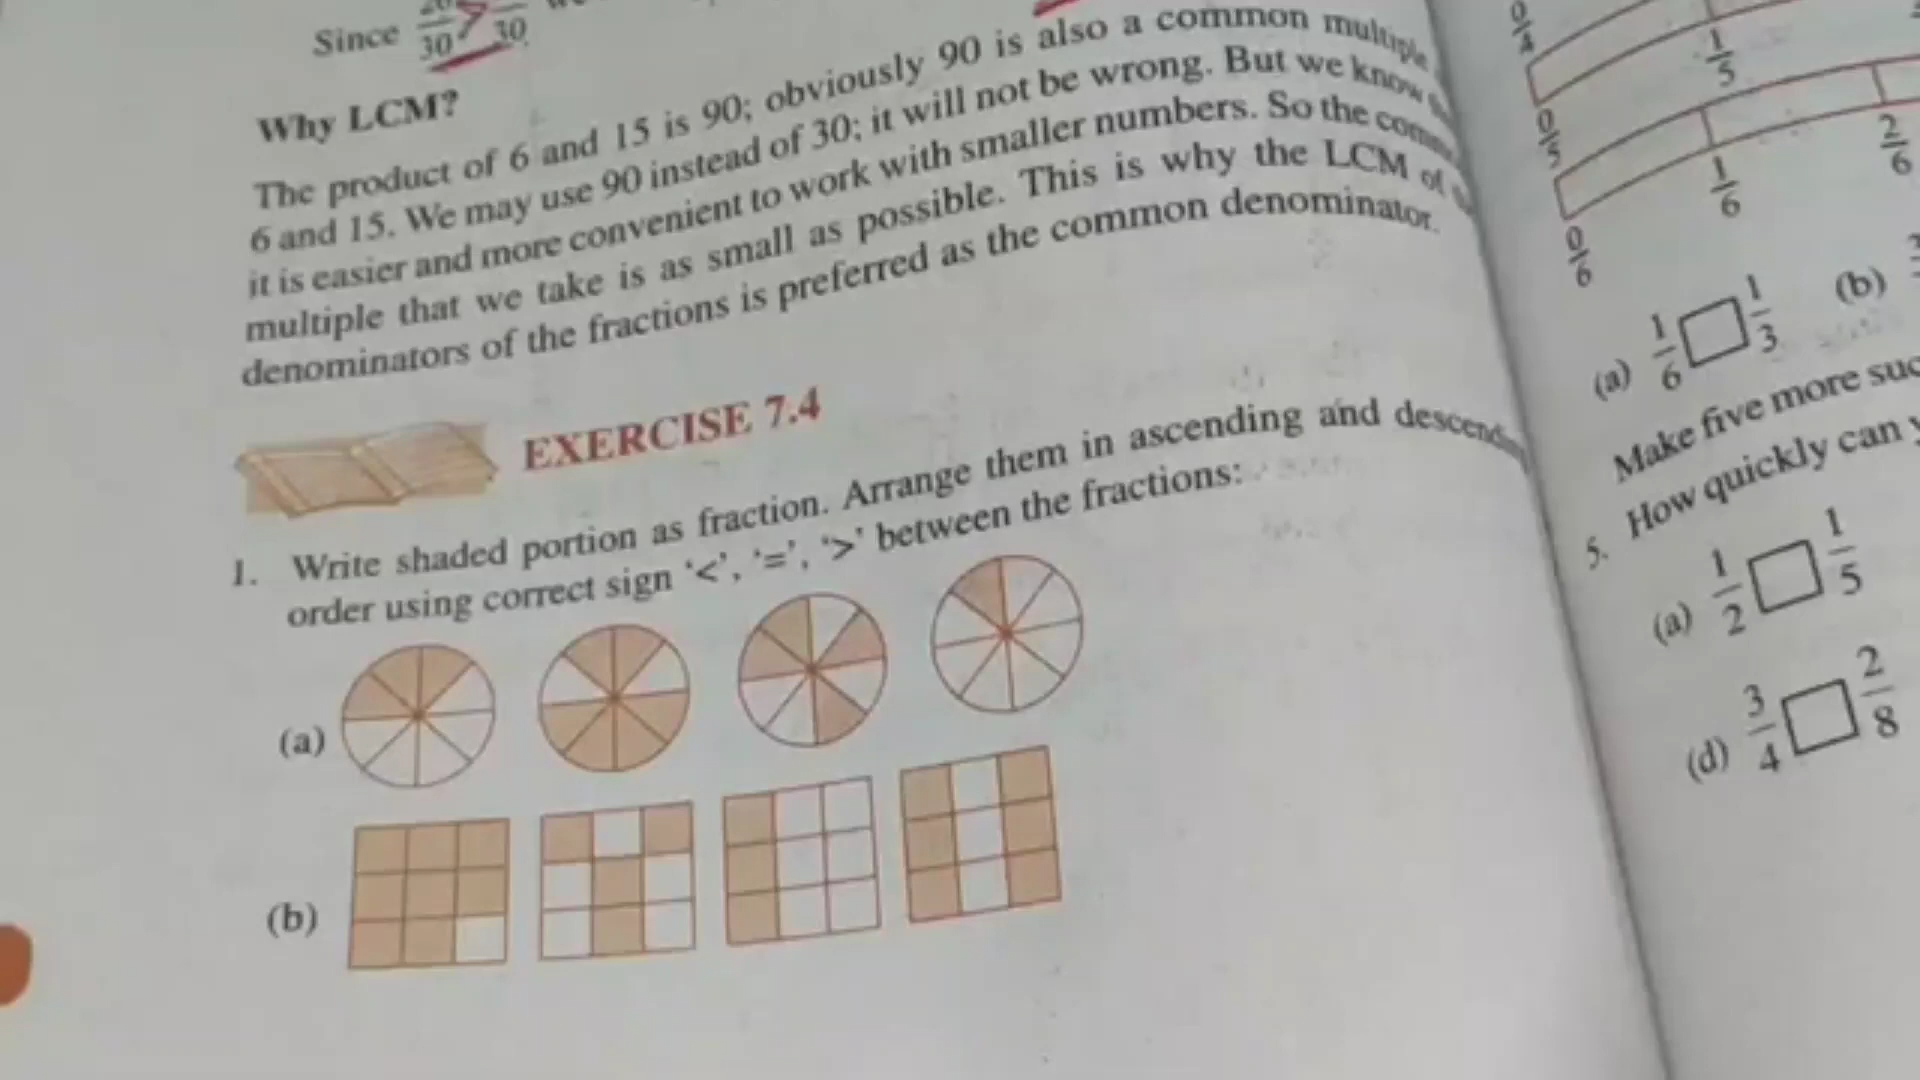 Since 20/30 > /30
Why LCM?
The product of 6 and 15 is 90; obviously 90 is also a common multiple
6 and 15. We may use 90 instead of 30; it will not be wrong. But we know
it is easier and more convenient to work with smaller numbers. So the
multiple that we take is as small as possible. This is why the LCM of
denominators of the fractions is preferred as the common denominator.
EXERCISE 7.4
1. Write shaded portion as fraction. Arrange them in ascending and descending
order using correct sign ‘<’, ‘=’, ‘>’ between the fractions:
(a)
(b)
0/4
1/5
0/5
1/6 2/6
0/6
(a) 1/6 □ 1/3 (b)
Make five more suc
5. How quickly can y
(a) 1/2 □ 1/5
(d) 3/4 □ 2/8